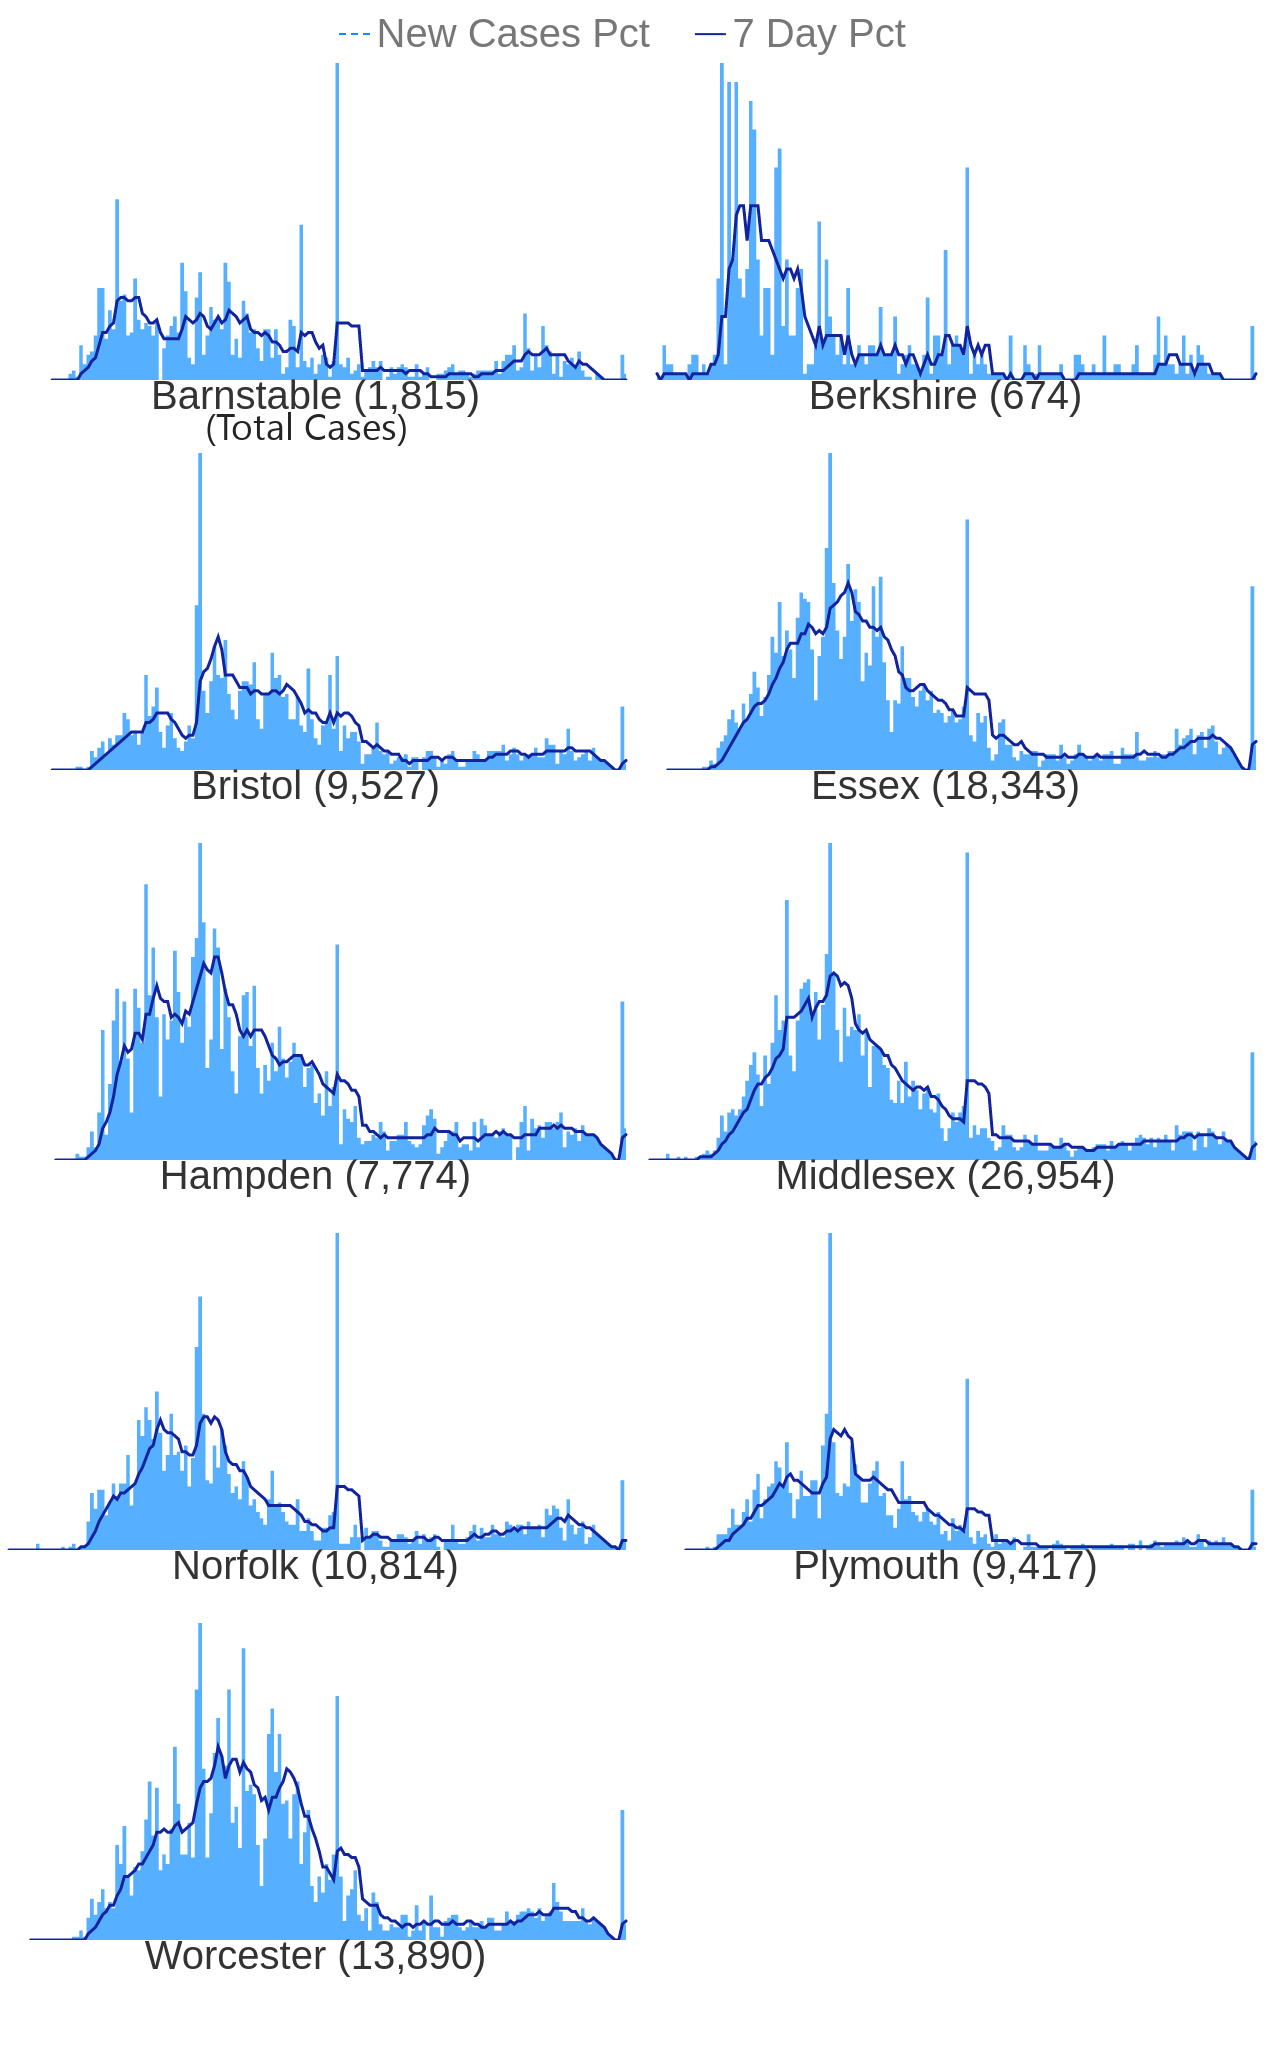 New Cases Pct 7 Day Pct
Barnstable (1,815) Berkshire (674)
(Total Cases)
Bristol (9,527) Essex (18,343)
Hampden (7,774) Middlesex (26,954)
Norfolk (10,814) Plymouth (9,417)
Worcester (13,890)